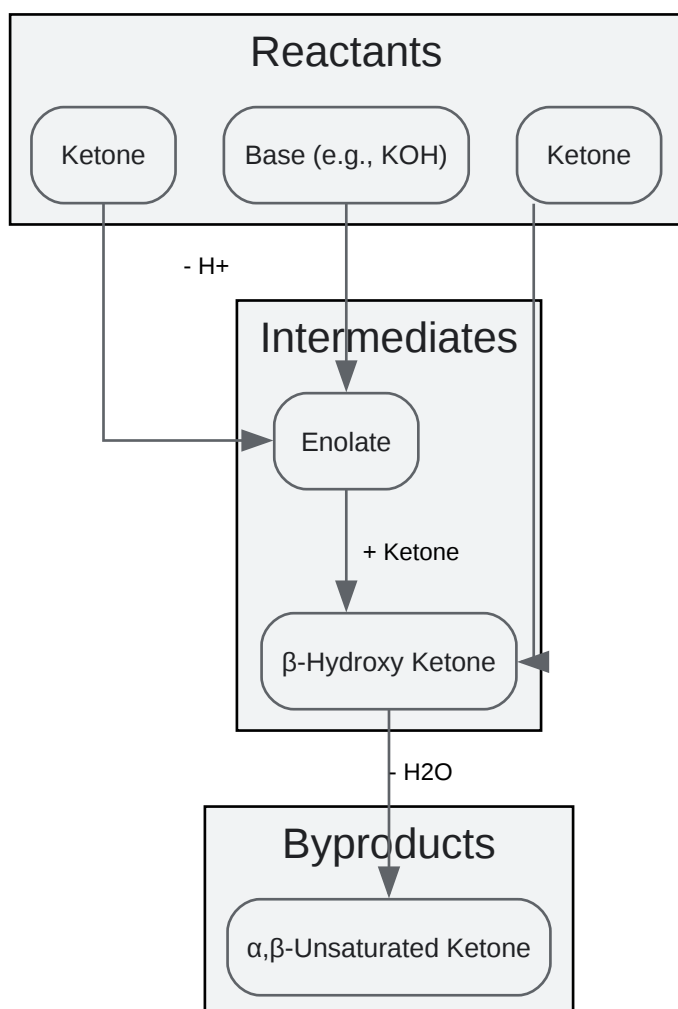 Reactants
Ketone
Base (e.g., KOH)
Ketone
- H+
Intermediates
Enolate
+ Ketone
β-Hydroxy Ketone
- H2O
Byproducts
α,β-Unsaturated Ketone